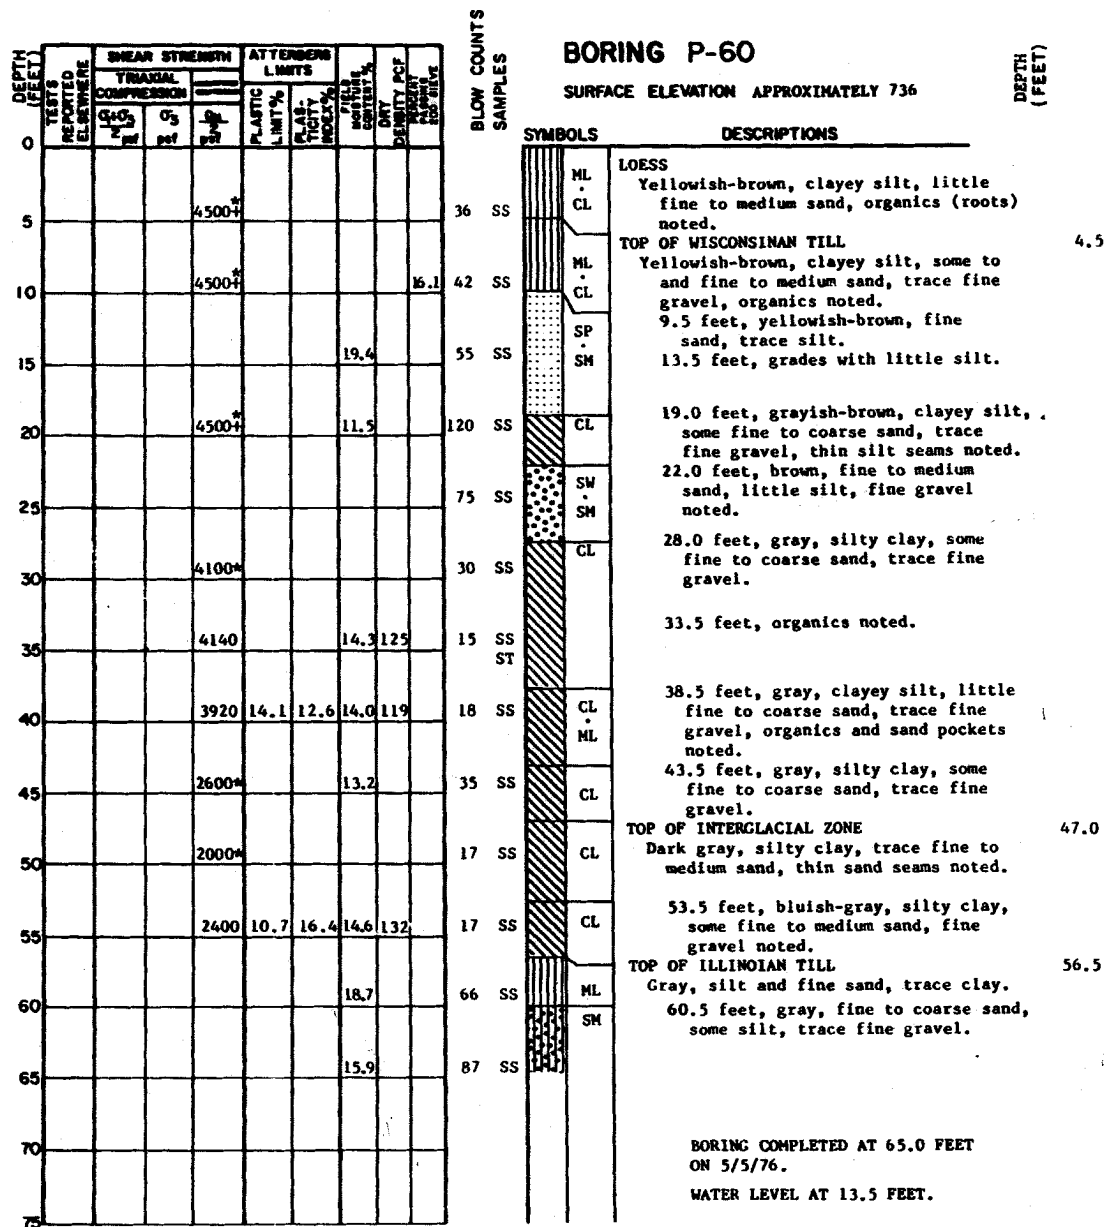 BORING P-60
SURFACE ELEVATION APPROXIMATELY 736
DEPTH (FEET)
TESTS REPORTED ELSEWHERE
SHEAR STRENGTH
TRIAXIAL COMPRESSION
psf
σ3 psf
psf
ATTERBERG LIMITS
PLASTIC LIMIT%
PLAS-TICITY INDEX%
FIELD MOISTURE CONTENT %
DRY DENSITY PCF
PERCENT PASSING 200 SIEVE
BLOW COUNTS
SAMPLES
SYMBOLS
DESCRIPTIONS
DEPTH (FEET)
0
ML · CL
LOESS
Yellowish-brown, clayey silt, little
fine to medium sand, organics (roots)
noted.
4500+* 36 SS
5
TOP OF WISCONSINAN TILL 4.5
ML · CL
Yellowish-brown, clayey silt, some to
and fine to medium sand, trace fine
gravel, organics noted.
4500+* 16.1 42 SS
10
SP · SM
9.5 feet, yellowish-brown, fine
sand, trace silt.
13.5 feet, grades with little silt.
19.4 55 SS
15
4500+* 11.5 120 SS
20
CL
19.0 feet, grayish-brown, clayey silt,
some fine to coarse sand, trace
fine gravel, thin silt seams noted.
SW · SM
22.0 feet, brown, fine to medium
sand, little silt, fine gravel
noted.
75 SS
25
CL
28.0 feet, gray, silty clay, some
fine to coarse sand, trace fine
gravel.
4100* 30 SS
30
33.5 feet, organics noted.
4140 14.3 125 15 SS
35
ST
CL · ML
38.5 feet, gray, clayey silt, little
fine to coarse sand, trace fine
gravel, organics and sand pockets
noted.
3920 14.1 12.6 14.0 119 18 SS
40
CL
43.5 feet, gray, silty clay, some
fine to coarse sand, trace fine
gravel.
2600* 13.2 35 SS
45
TOP OF INTERGLACIAL ZONE 47.0
CL
Dark gray, silty clay, trace fine to
medium sand, thin sand seams noted.
2000* 17 SS
50
CL
53.5 feet, bluish-gray, silty clay,
some fine to medium sand, fine
gravel noted.
2400 10.7 16.4 14.6 132 17 SS
55
TOP OF ILLINOIAN TILL 56.5
ML
Gray, silt and fine sand, trace clay.
18.7 66 SS
60
SM
60.5 feet, gray, fine to coarse sand,
some silt, trace fine gravel.
15.9 87 SS
65
70
BORING COMPLETED AT 65.0 FEET
ON 5/5/76.
WATER LEVEL AT 13.5 FEET.
75